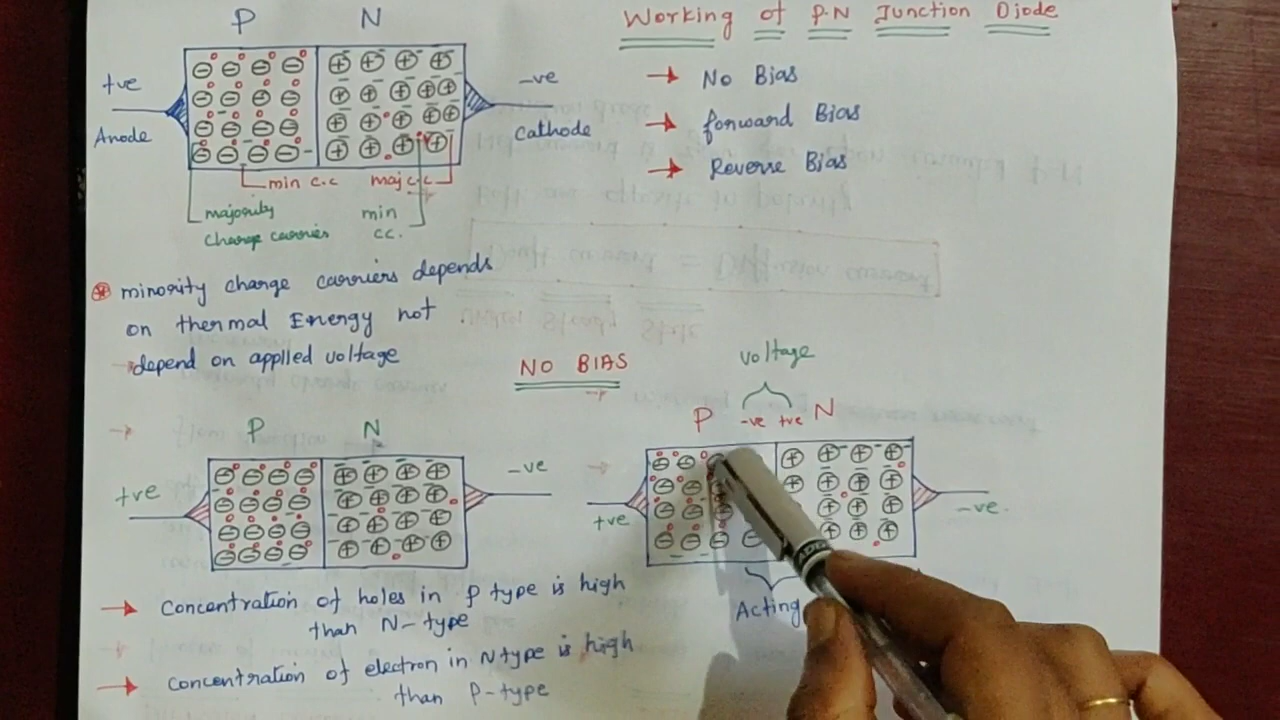 P N
Working of P.N Junction Diode
+ve
Anode
-ve
Cathode
→ No Bias
→ forward Bias
→ Reverse Bias
min c.c maj c.c
majority
charge carrier
min
cc.
minority charge carriers depends
on thermal Energy not
depend on applied voltage
NO BIAS
voltage
P N
+ve
-ve
P -ve +ve N
+ve
-ve.
→ Concentration of holes in P type is high
than N-type
→ Concentration of electron in N type is high
than P-type
Acting